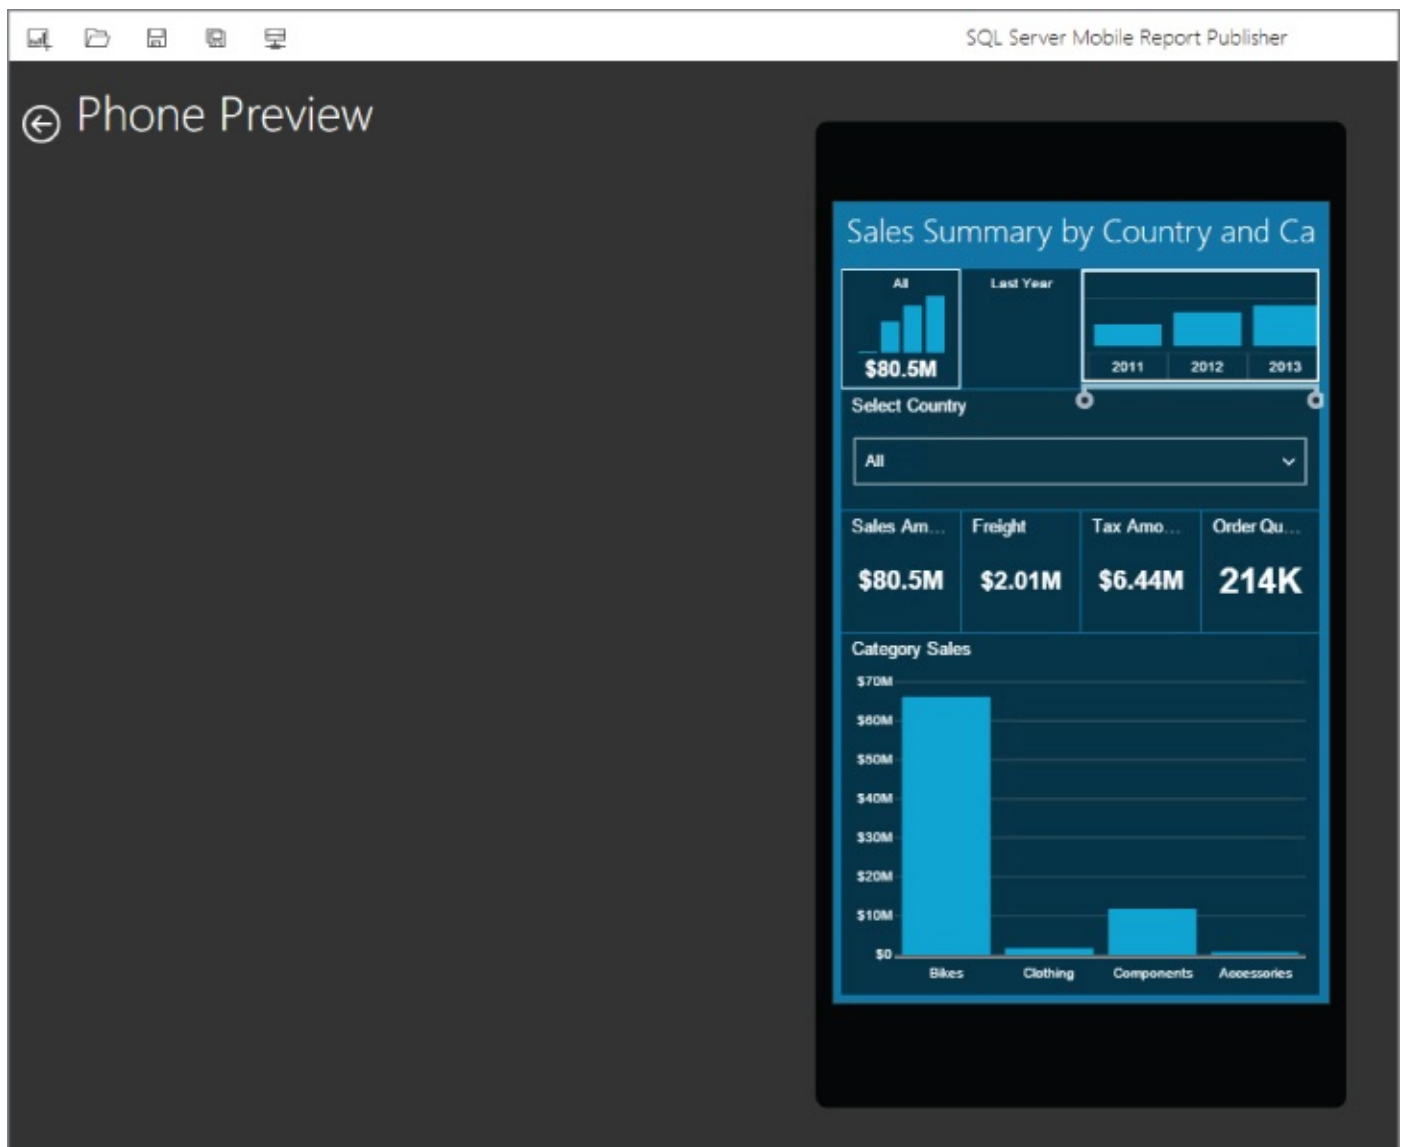 SQL Server Mobile Report Publisher
Phone Preview
Sales Summary by Country and Ca
All
Last Year
$80.5M
2011 2012 2013
Select Country
All
Sales Am... Freight Tax Amo... Order Qu...
$80.5M $2.01M $6.44M 214K
Category Sales
$70M
$60M
$50M
$40M
$30M
$20M
$10M
$0
Bikes Clothing Components Accessories